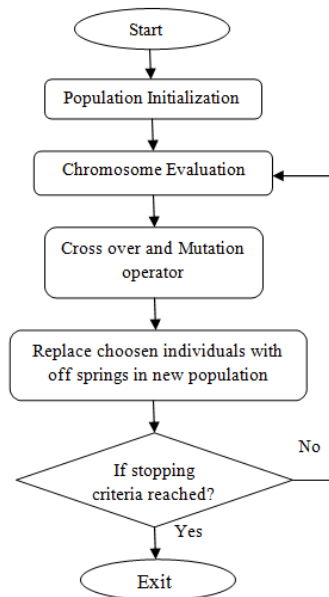 Start
Population Initialization
Chromosome Evaluation
Cross over and Mutation
operator
Replace choosen individuals with
off springs in new population
If stopping
criteria reached?
No
Yes
Exit